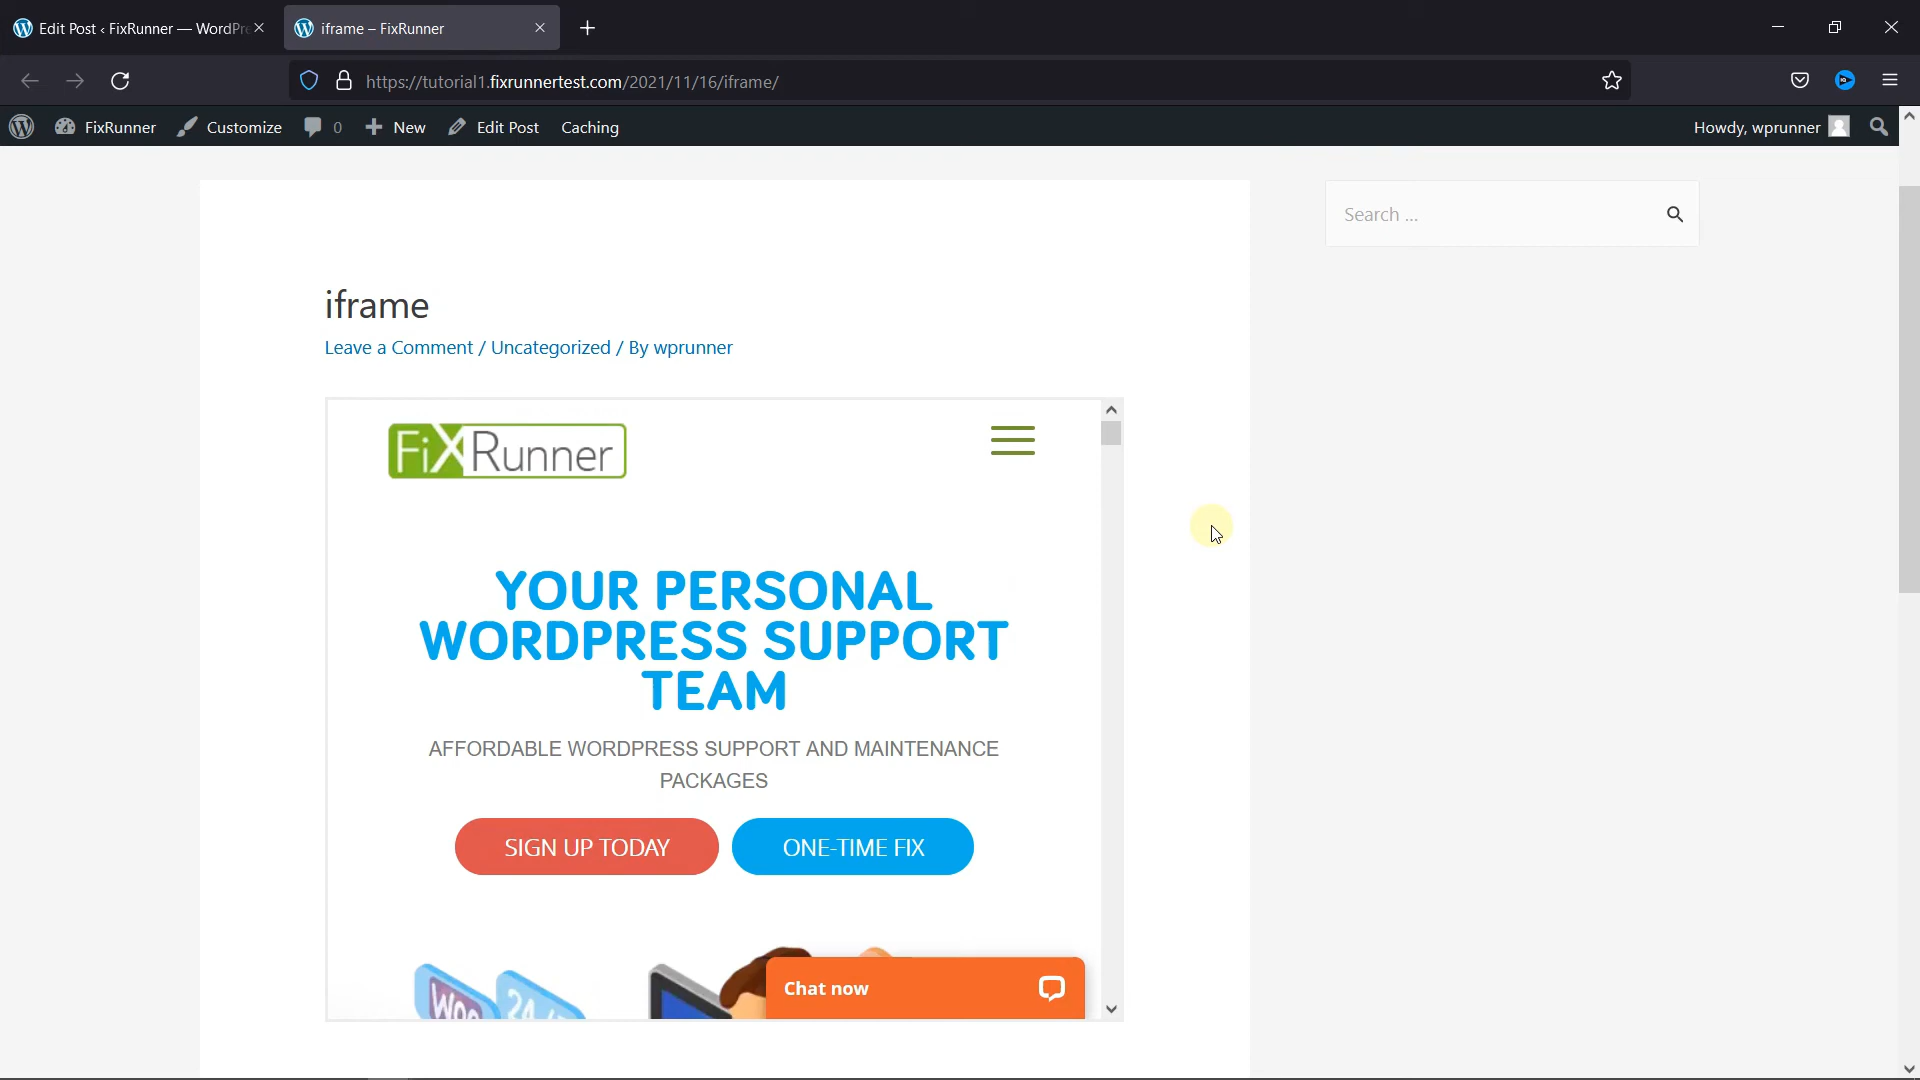 Edit Post ‹ FixRunner — WordPre
iframe – FixRunner
https://tutorial1.fixrunnertest.com/2021/11/16/iframe/
FixRunner
Customize
0
New
Edit Post
Caching
Howdy, wprunner
Search ...
iframe
Leave a Comment / Uncategorized / By wprunner
FiXRunner
YOUR PERSONAL
WORDPRESS SUPPORT
TEAM
AFFORDABLE WORDPRESS SUPPORT AND MAINTENANCE
PACKAGES
SIGN UP TODAY
ONE-TIME FIX
Woo
Chat now